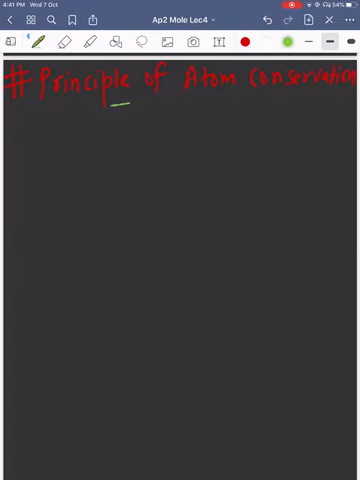 4:41 PM Wed 7 Oct
54%
Ap2 Mole Lec4
# Principle of Atom Conservation